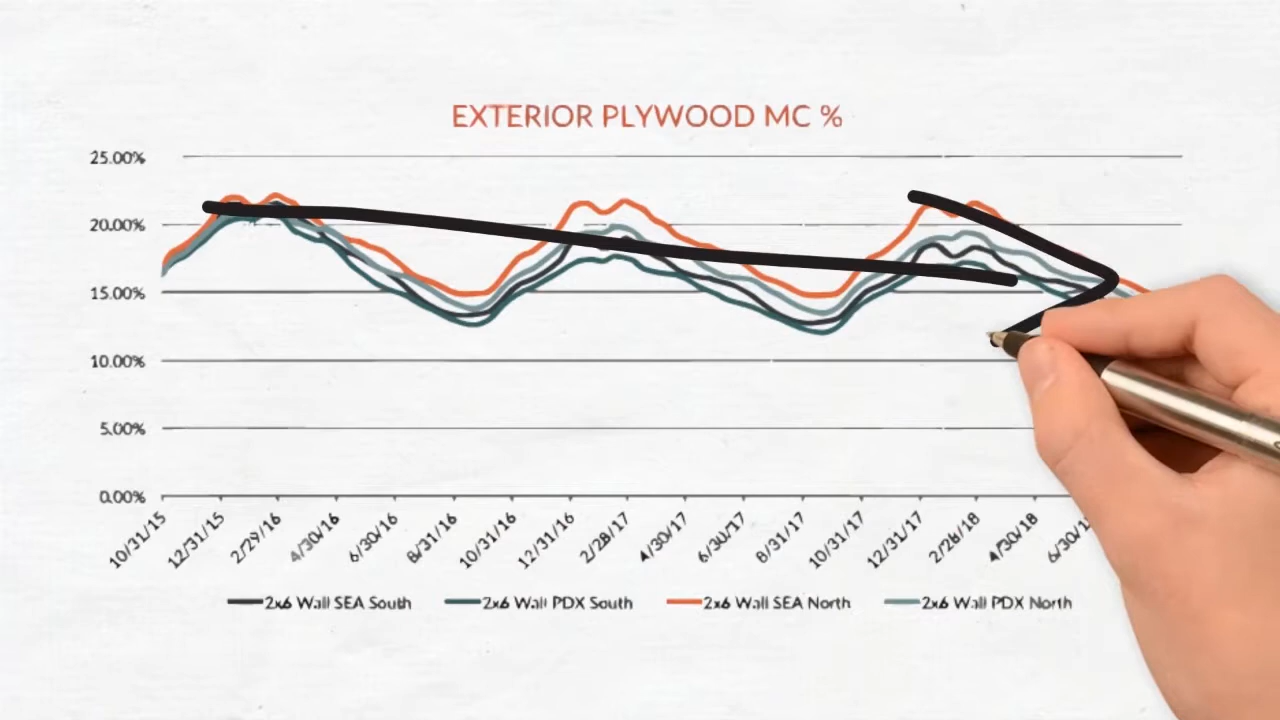 EXTERIOR PLYWOOD MC %
25.00%
20.00%
15.00%
10.00%
5.00%
0.00%
10/31/15 12/31/15 2/29/16 4/30/16 6/30/16 8/31/16 10/31/16 12/31/16 2/28/17 4/30/17 6/30/17 8/31/17 10/31/17 12/31/17 2/28/18 4/30/18
2x6 Wall SEA South 2x6 Wall PDX South 2x6 Wall SEA North 2x6 Wall PDX North